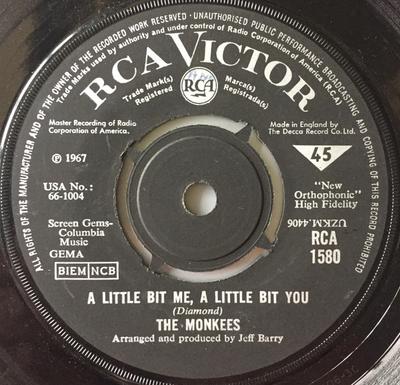 ALL RIGHTS OF THE MANUFACTURER AND OF THE OWNER OF THE RECORDED WORK RESERVED · UNAUTHORISED PUBLIC PERFORMANCE BROADCASTING AND COPYING OF THIS RECORD PROHIBITED
Trade Marks used by authority and under control of Radio Corporation of America. (R.C.A.)
RCA VICTOR
Trade Mark(s)
Registered
RCA
Marca(s)
Registrada(s)
Master Recording of Radio
Corporation of America.
Made in England by
The Decca Record Co. Ltd.
℗ 1967
45
USA No.:
66-1004
"New
Orthophonic"
High Fidelity
UZKM-4406
Screen Gems-
Columbia
Music
GEMA
BIEM NCB
RCA
1580
A LITTLE BIT ME, A LITTLE BIT YOU
(Diamond)
THE MONKEES
Arranged and produced by Jeff Barry